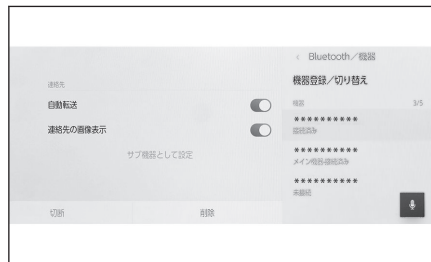 連絡先
自動転送
連絡先の画像表示
サブ機器として設定
切断
削除
< Bluetooth／機器
機器登録／切り替え
機器 3/5
**********
接続済み
**********
メイン機器:接続済み
**********
未接続